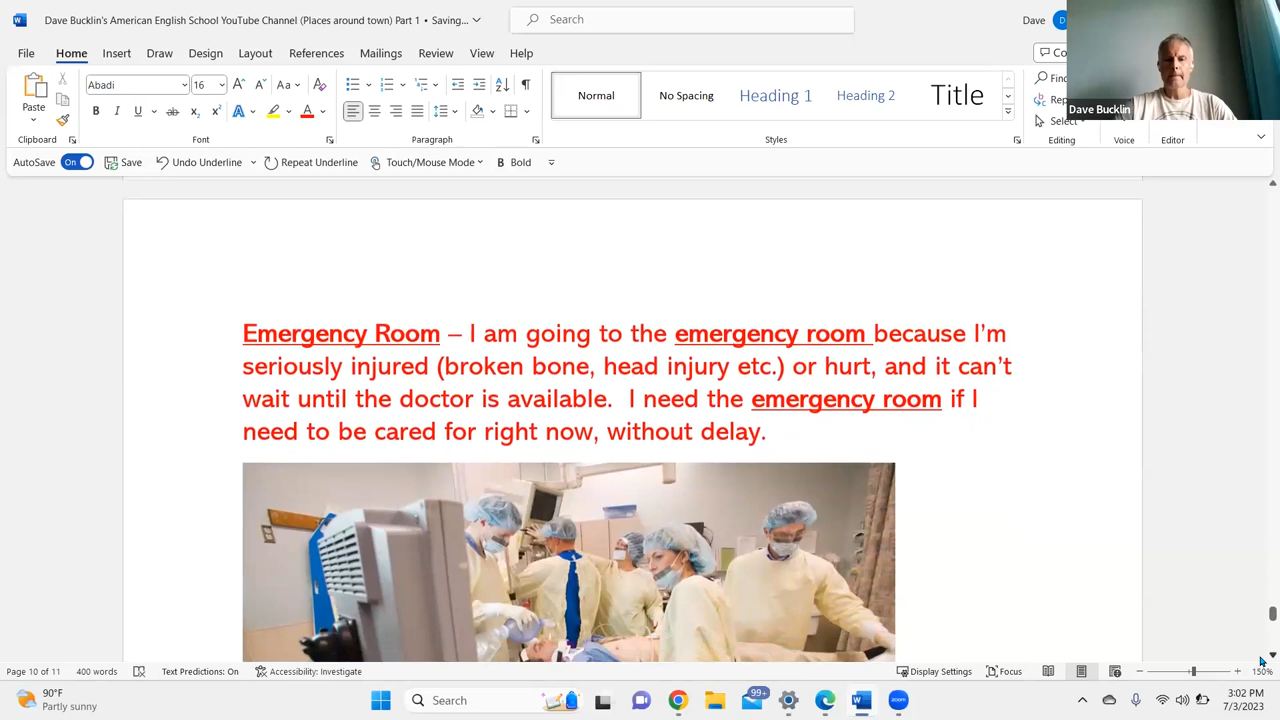 Dave Bucklin's American English School YouTube Channel (Places around town) Part 1 • Saving...
Search
Dave
D
File Home Insert Draw Design Layout References Mailings Review View Help
Paste
Clipboard
Abadi
16
Font
Paragraph
Normal
No Spacing
Heading 1
Heading 2
Title
Styles
Select
Editing
Voice
Editor
Dave Bucklin
AutoSave On Save Undo Underline Repeat Underline Touch/Mouse Mode B Bold
Emergency Room – I am going to the emergency room because I'm
seriously injured (broken bone, head injury etc.) or hurt, and it can't
wait until the doctor is available. I need the emergency room if I
need to be cared for right now, without delay.
Page 10 of 11 400 words Text Predictions: On Accessibility: Investigate Display Settings Focus 150%
90°F
Partly sunny
Search
99+
zoom
3:02 PM
7/3/2023